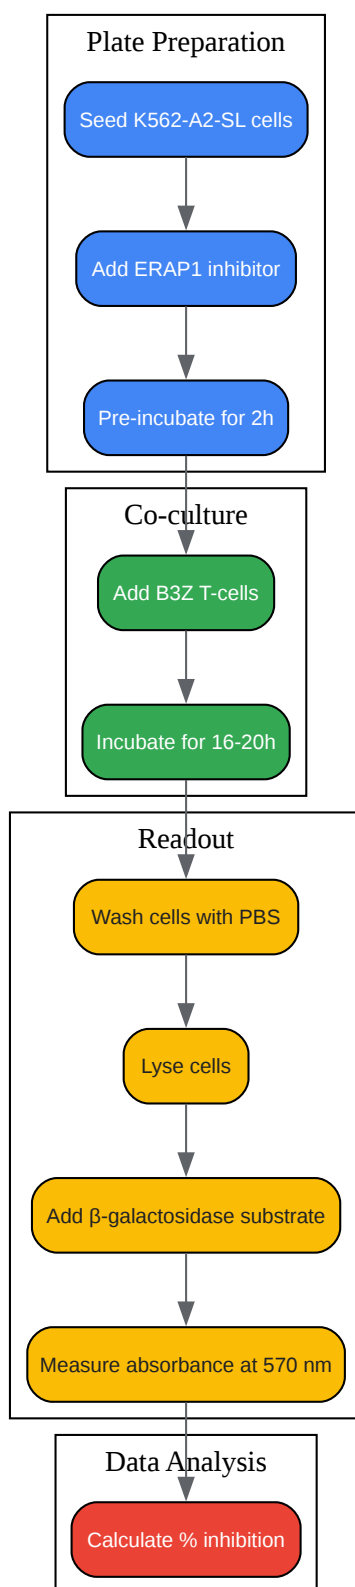 Plate Preparation
Seed K562-A2-SL cells
Add ERAP1 inhibitor
Pre-incubate for 2h
Co-culture
Add B3Z T-cells
Incubate for 16-20h
Readout
Wash cells with PBS
Lyse cells
Add β-galactosidase substrate
Measure absorbance at 570 nm
Data Analysis
Calculate % inhibition